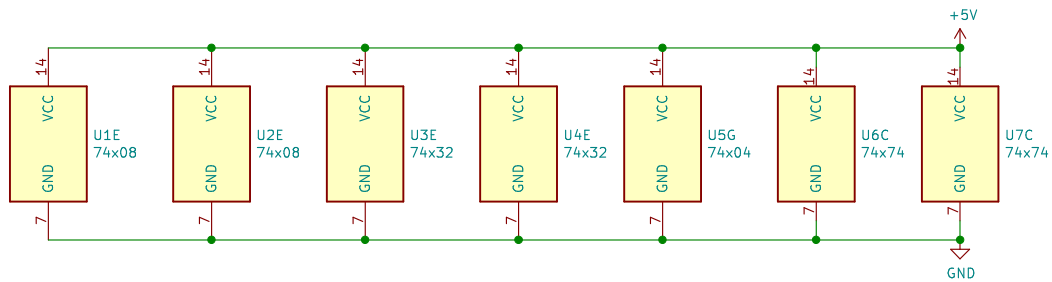 +5V
14
14
14
14
14
14
14
VCC
VCC
VCC
VCC
VCC
VCC
VCC
U1E
74x08
U2E
74x08
U3E
74x32
U4E
74x32
U5G
74x04
U6C
74x74
U7C
74x74
GND
GND
GND
GND
GND
GND
GND
7
7
7
7
7
7
7
GND